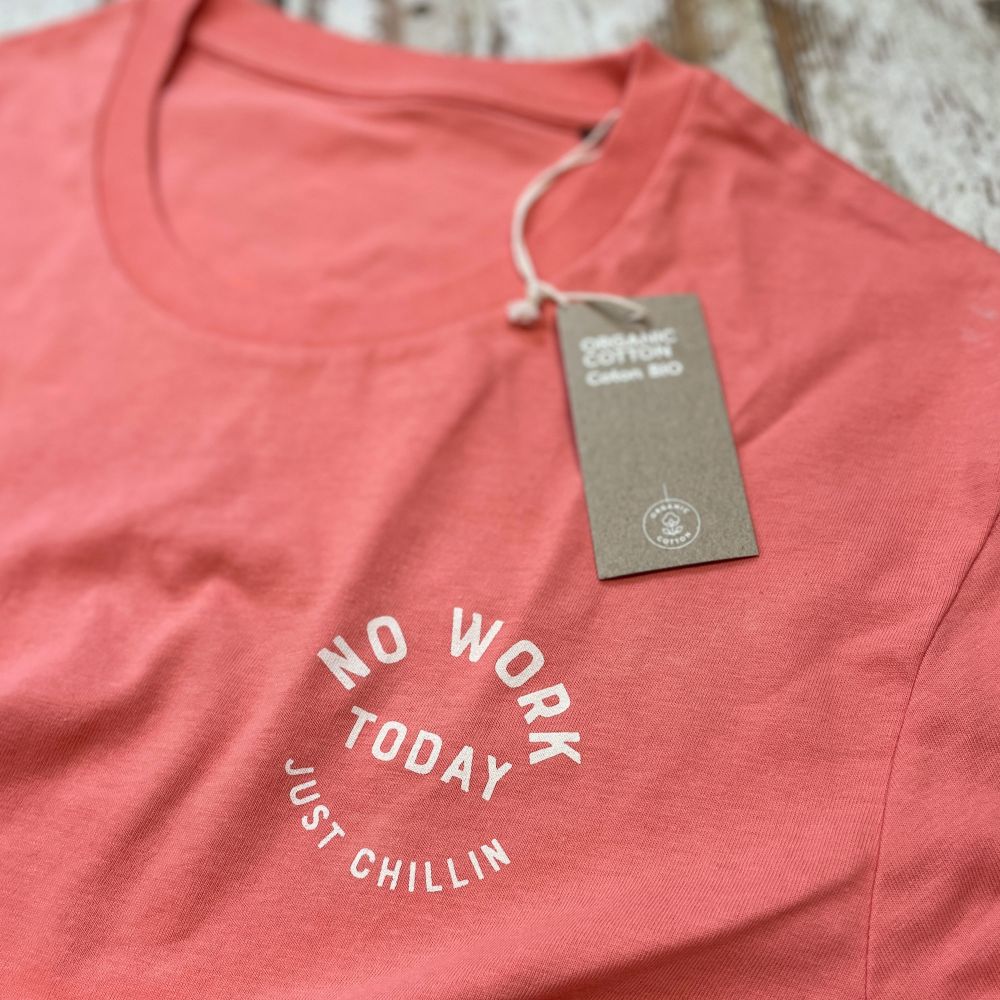 ORGANIC
COTTON
Coton BIO
ORGANIC
COTTON
NO WORK
TODAY
JUST CHILLIN